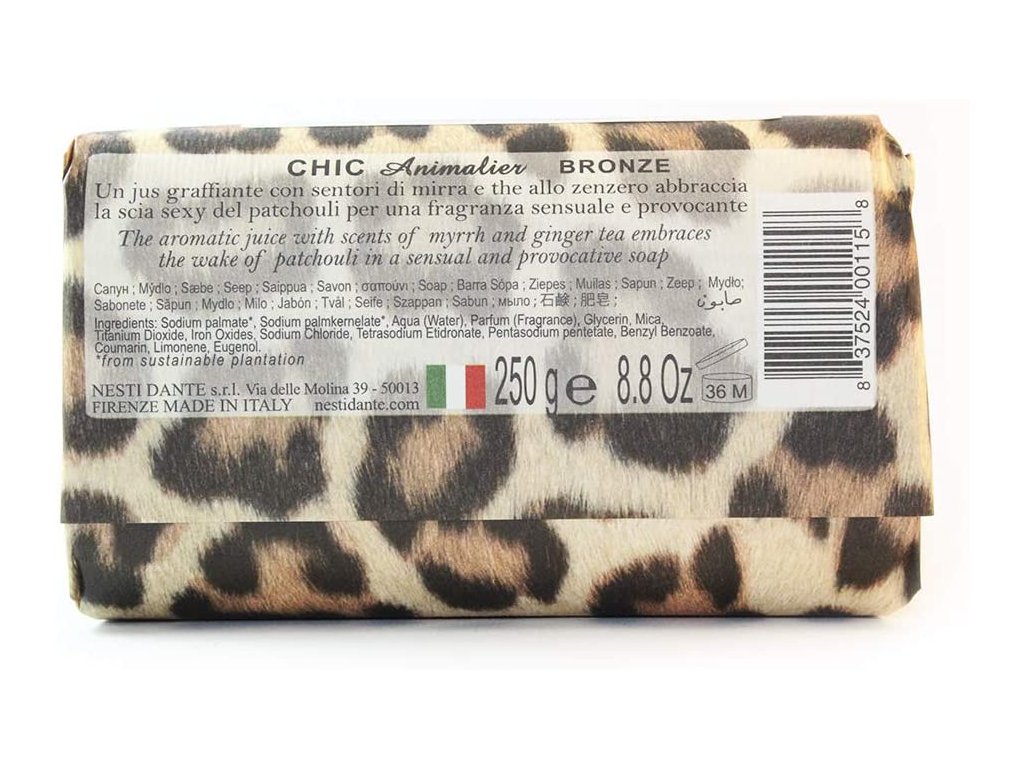 CHIC Animalier BRONZE
Un jus graffiante con sentori di mirra e the allo zenzero abbraccia
la scia sexy del patchouli per una fragranza sensuale e provocante
The aromatic juice with scents of myrrh and ginger tea embraces
the wake of patchouli in a sensual and provocative soap
Сапун ; Mýdlo ; Sæbe ; Seep ; Saippua ; Savon ; σαπούνι ; Soap ; Barra Sópa ; Ziepes ; Muilas ; Sapun ; Zeep ; Mydło;
Sabonete ; Săpun ; Mydlo ; Milo ; Jabón ; Tvål ; Seife ; Szappan ; Sabun ; мыло ; 石鹸 ; 肥皂 ; صابون
Ingredients: Sodium palmate*, Sodium palmkernelate*, Aqua (Water), Parfum (Fragrance), Glycerin, Mica,
Titanium Dioxide, Iron Oxides, Sodium Chloride, Tetrasodium Etidronate, Pentasodium pentetate, Benzyl Benzoate,
Coumarin, Limonene, Eugenol.
*from sustainable plantation
NESTI DANTE s.r.l. Via delle Molina 39 - 50013
FIRENZE MADE IN ITALY nestidante.com
250 g e 8.8 Oz
36 M
8 37524 00115 8